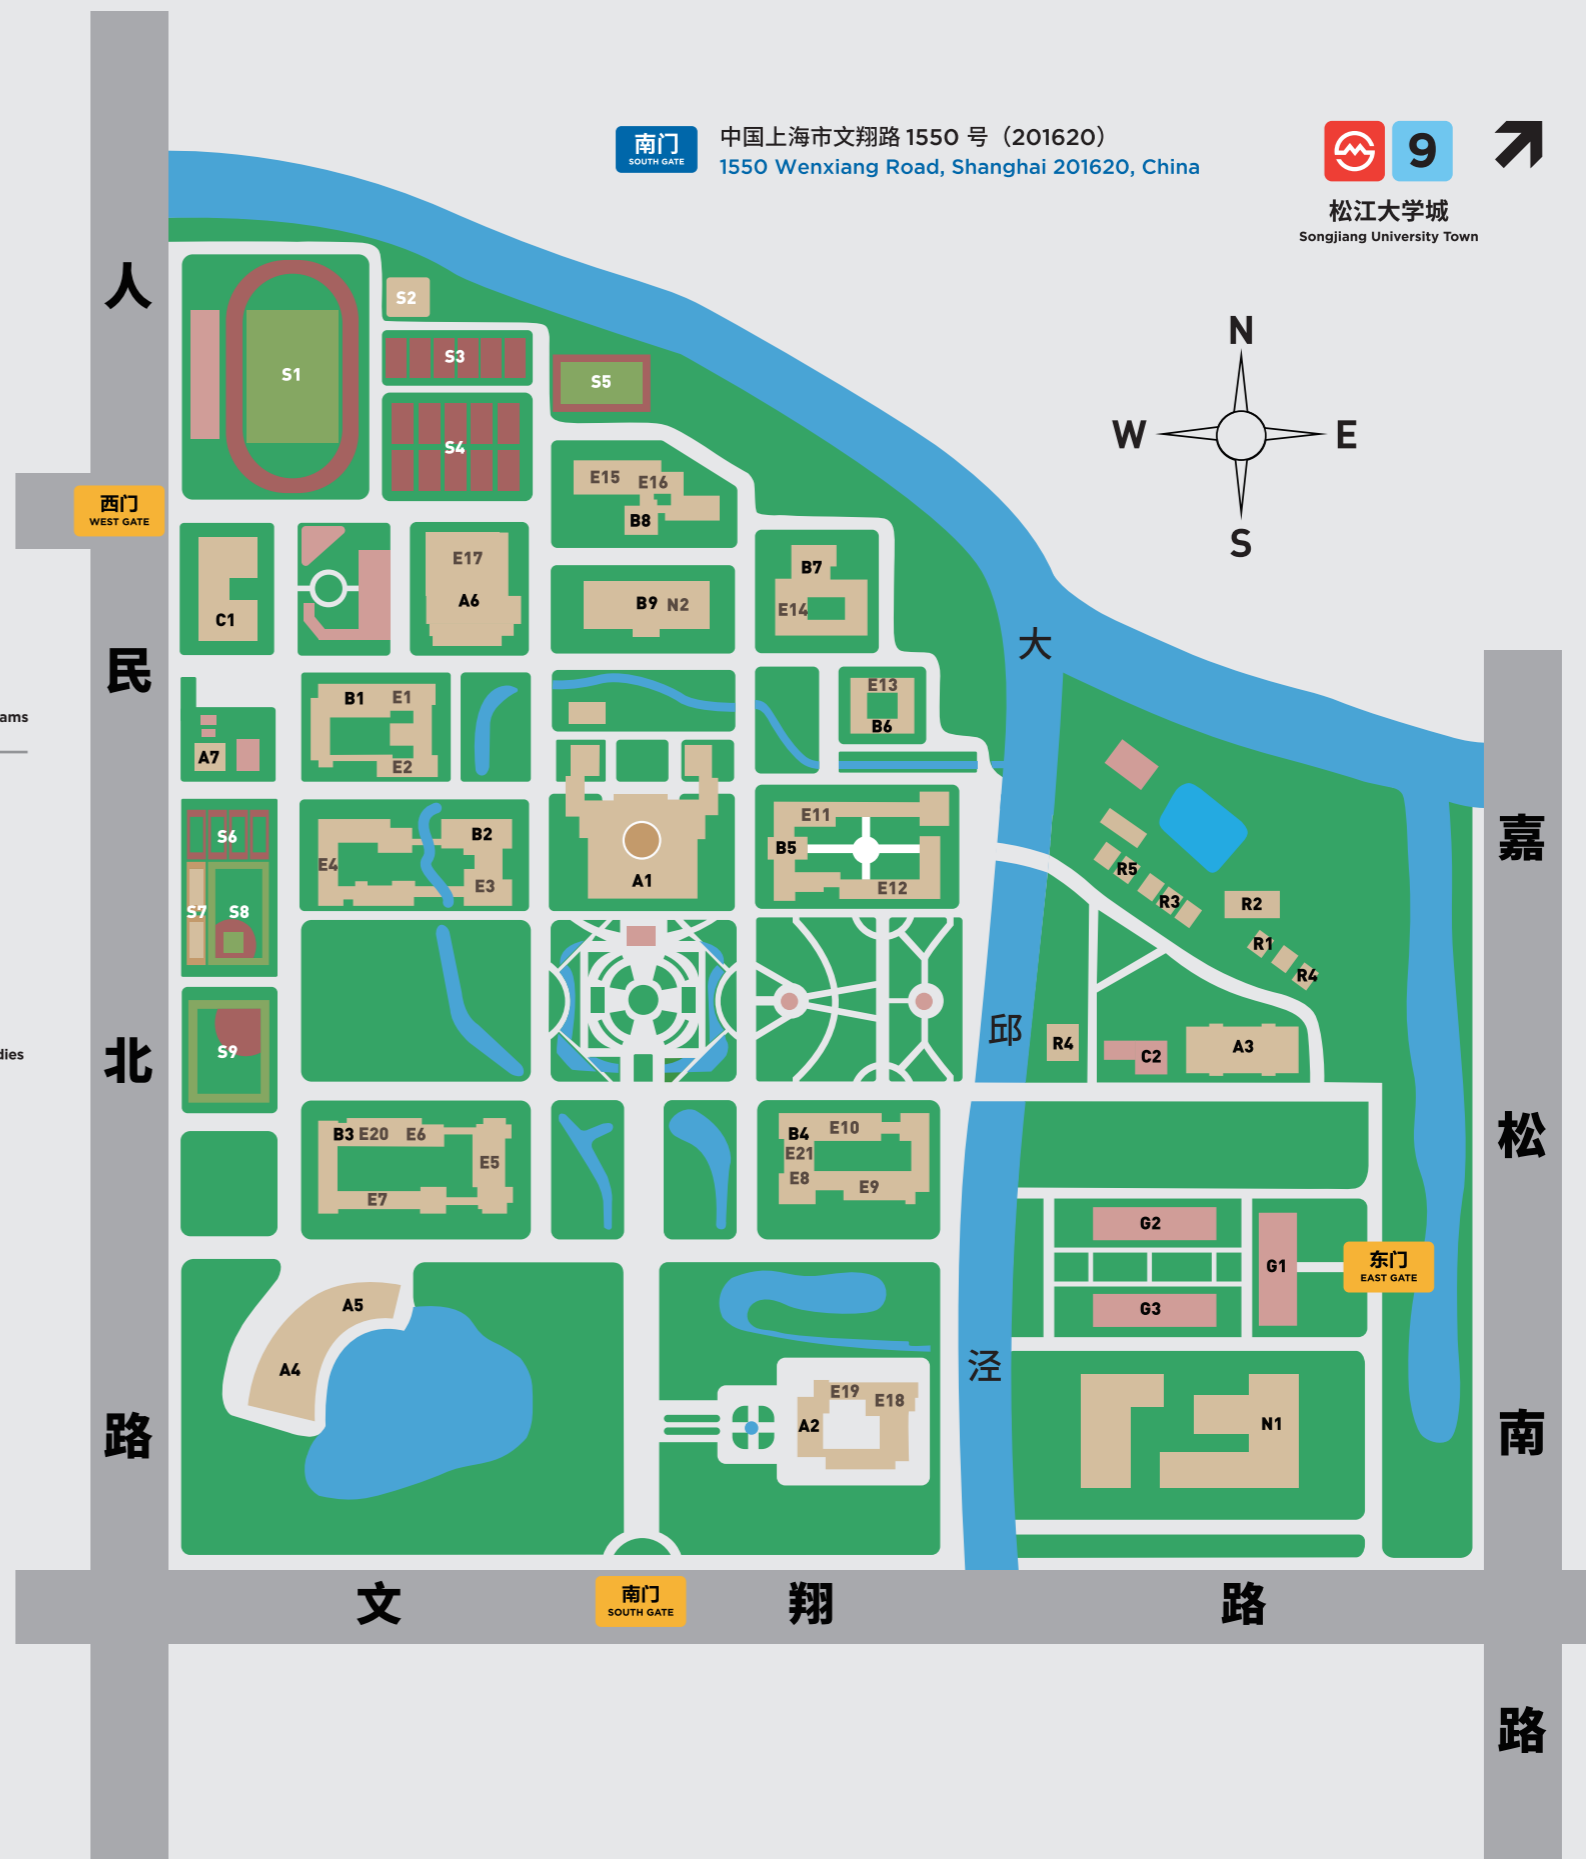 南门
SOUTH GATE
中国上海市文翔路 1550 号（201620）
1550 Wenxiang Road, Shanghai 201620, China
9
松江大学城
Songjiang University Town
N
W
E
S
人
民
北
路
西门
WEST GATE
S1
S2
S3
S4
S5
E15
E16
B8
C1
E17
A6
B9
N2
B7
E14
大
ams
A7
B1
E1
E2
E13
B6
S6
S7
S8
E4
B2
E3
A1
E11
B5
E12
R5
R3
R2
R1
R4
嘉
松
南
路
dies
S9
邱
R4
C2
A3
B3
E20
E6
E5
E7
B4
E10
E21
E8
E9
G2
G1
G3
东门
EAST GATE
A5
A4
泾
E19
E18
A2
N1
文
南门
SOUTH GATE
翔
路